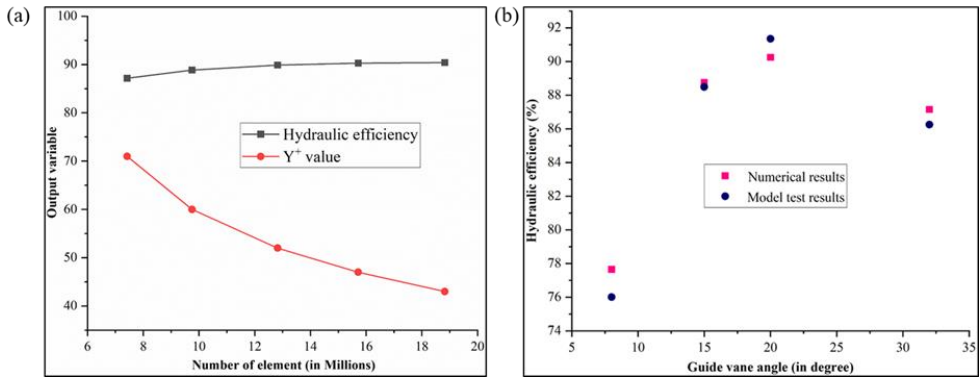 (a)
100
90
80
70
60
50
40
Output variable
Hydraulic efficiency
Y+ value
6 8 10 12 14 16 18 20
Number of element (in Millions)
(b)
92
90
88
86
84
82
80
78
76
74
Hydraulic efficiency (%)
Numerical results
Model test results
5 10 15 20 25 30 35
Guide vane angle (in degree)